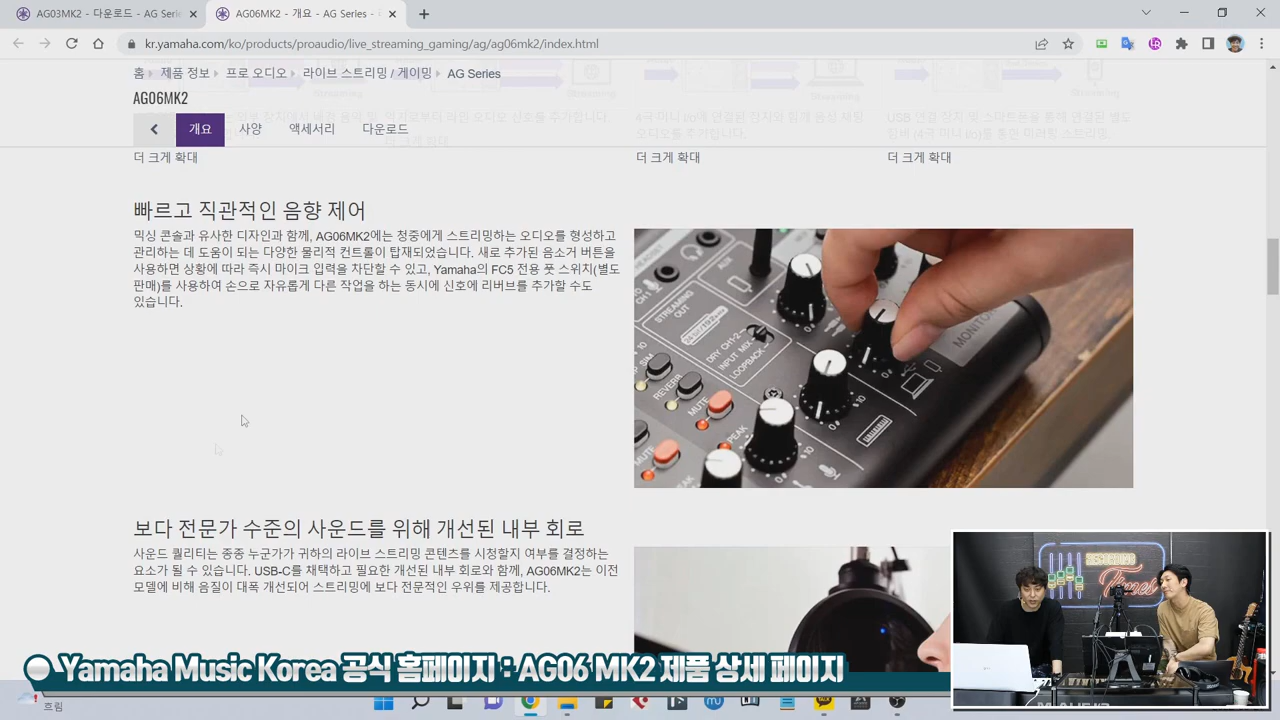 AG03MK2 - 다운로드 - AG Serie
AG06MK2 - 개요 - AG Series -
kr.yamaha.com/ko/products/proaudio/live_streaming_gaming/ag/ag06mk2/index.html
홈 제품 정보 프로 오디오 라이브 스트리밍 / 게이밍 AG Series
AG06MK2
개요 사양 액세서리 다운로드
더 크게 확대 더 크게 확대 더 크게 확대
빠르고 직관적인 음향 제어
믹싱 콘솔과 유사한 디자인과 함께, AG06MK2에는 청중에게 스트리밍하는 오디오를 형성하고
관리하는 데 도움이 되는 다양한 물리적 컨트롤이 탑재되었습니다. 새로 추가된 음소거 버튼을
사용하면 상황에 따라 즉시 마이크 입력을 차단할 수 있고, Yamaha의 FC5 전용 풋 스위치(별도
판매)를 사용하여 손으로 자유롭게 다른 작업을 하는 동시에 신호에 리버브를 추가할 수도
있습니다.
AUX
STREAMING
OUT
DRY CH1-2
INPUT MIX
LOOPBACK
MONITOR
REVERB
MUTE
PEAK
MUTE
보다 전문가 수준의 사운드를 위해 개선된 내부 회로
사운드 퀄리티는 종종 누군가가 귀하의 라이브 스트리밍 콘텐츠를 시청할지 여부를 결정하는
요소가 될 수 있습니다. USB-C를 채택하고 필요한 개선된 내부 회로와 함께, AG06MK2는 이전
모델에 비해 음질이 대폭 개선되어 스트리밍에 보다 전문적인 우위를 제공합니다.
RECORDING
Times
Yamaha Music Korea 공식 홈페이지 : AG06 MK2 제품 상세 페이지
흐림